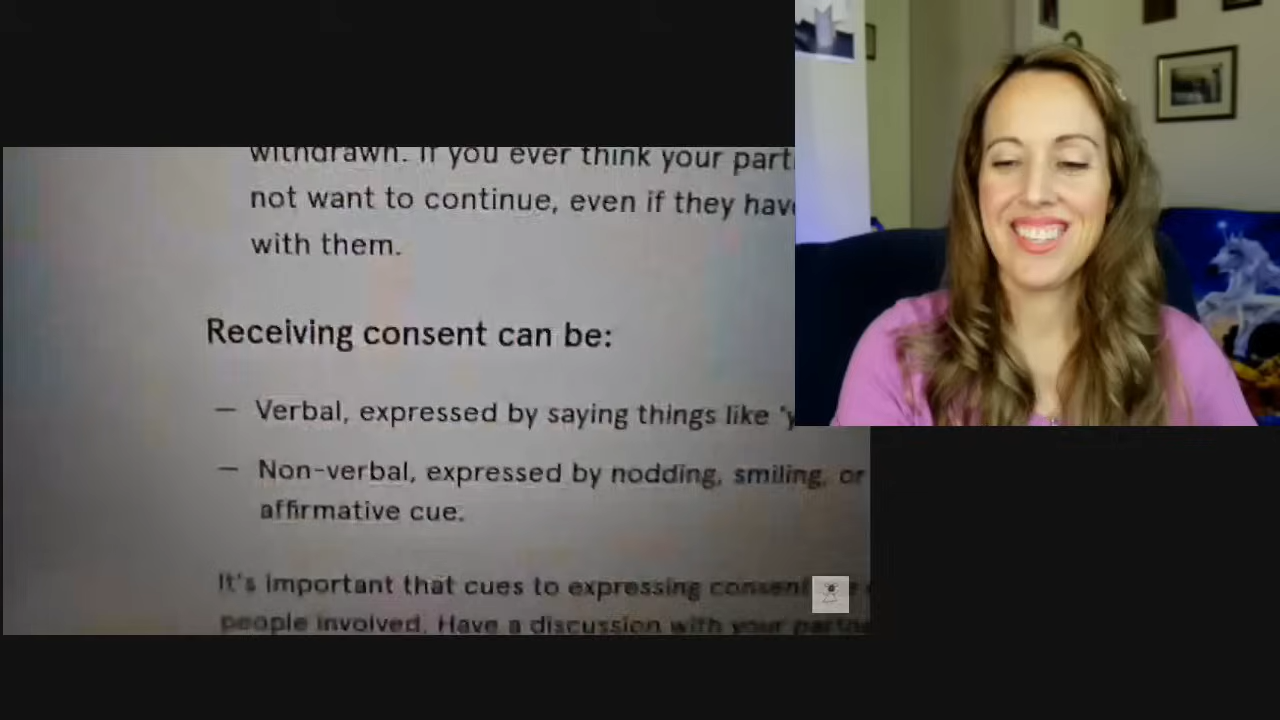 withdrawn. If you ever think your
not want to continue, even if they
with them.
Receiving consent can be:
— Verbal, expressed by saying things like
— Non-verbal, expressed by nodding, smiling, or
affirmative cue.
It's important that cues to expressing consent
people involved. Have a discussion with your